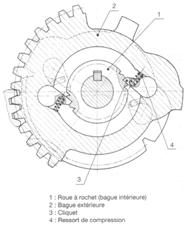 2
1
3
4
1 : Roue à rochet (bague intérieure)
2 : Bague extérieure
3 : Cliquet
4 : Ressort de compression